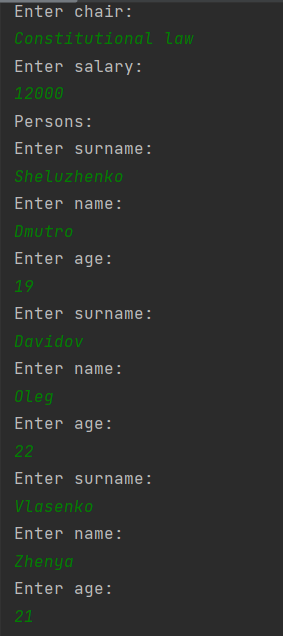 Enter chair:
Constitutional law
Enter salary:
12000
Persons:
Enter surname:
Sheluzhenko
Enter name:
Dmutro
Enter age:
19
Enter surname:
Davidov
Enter name:
Oleg
Enter age:
22
Enter surname:
Vlasenko
Enter name:
Zhenya
Enter age:
21